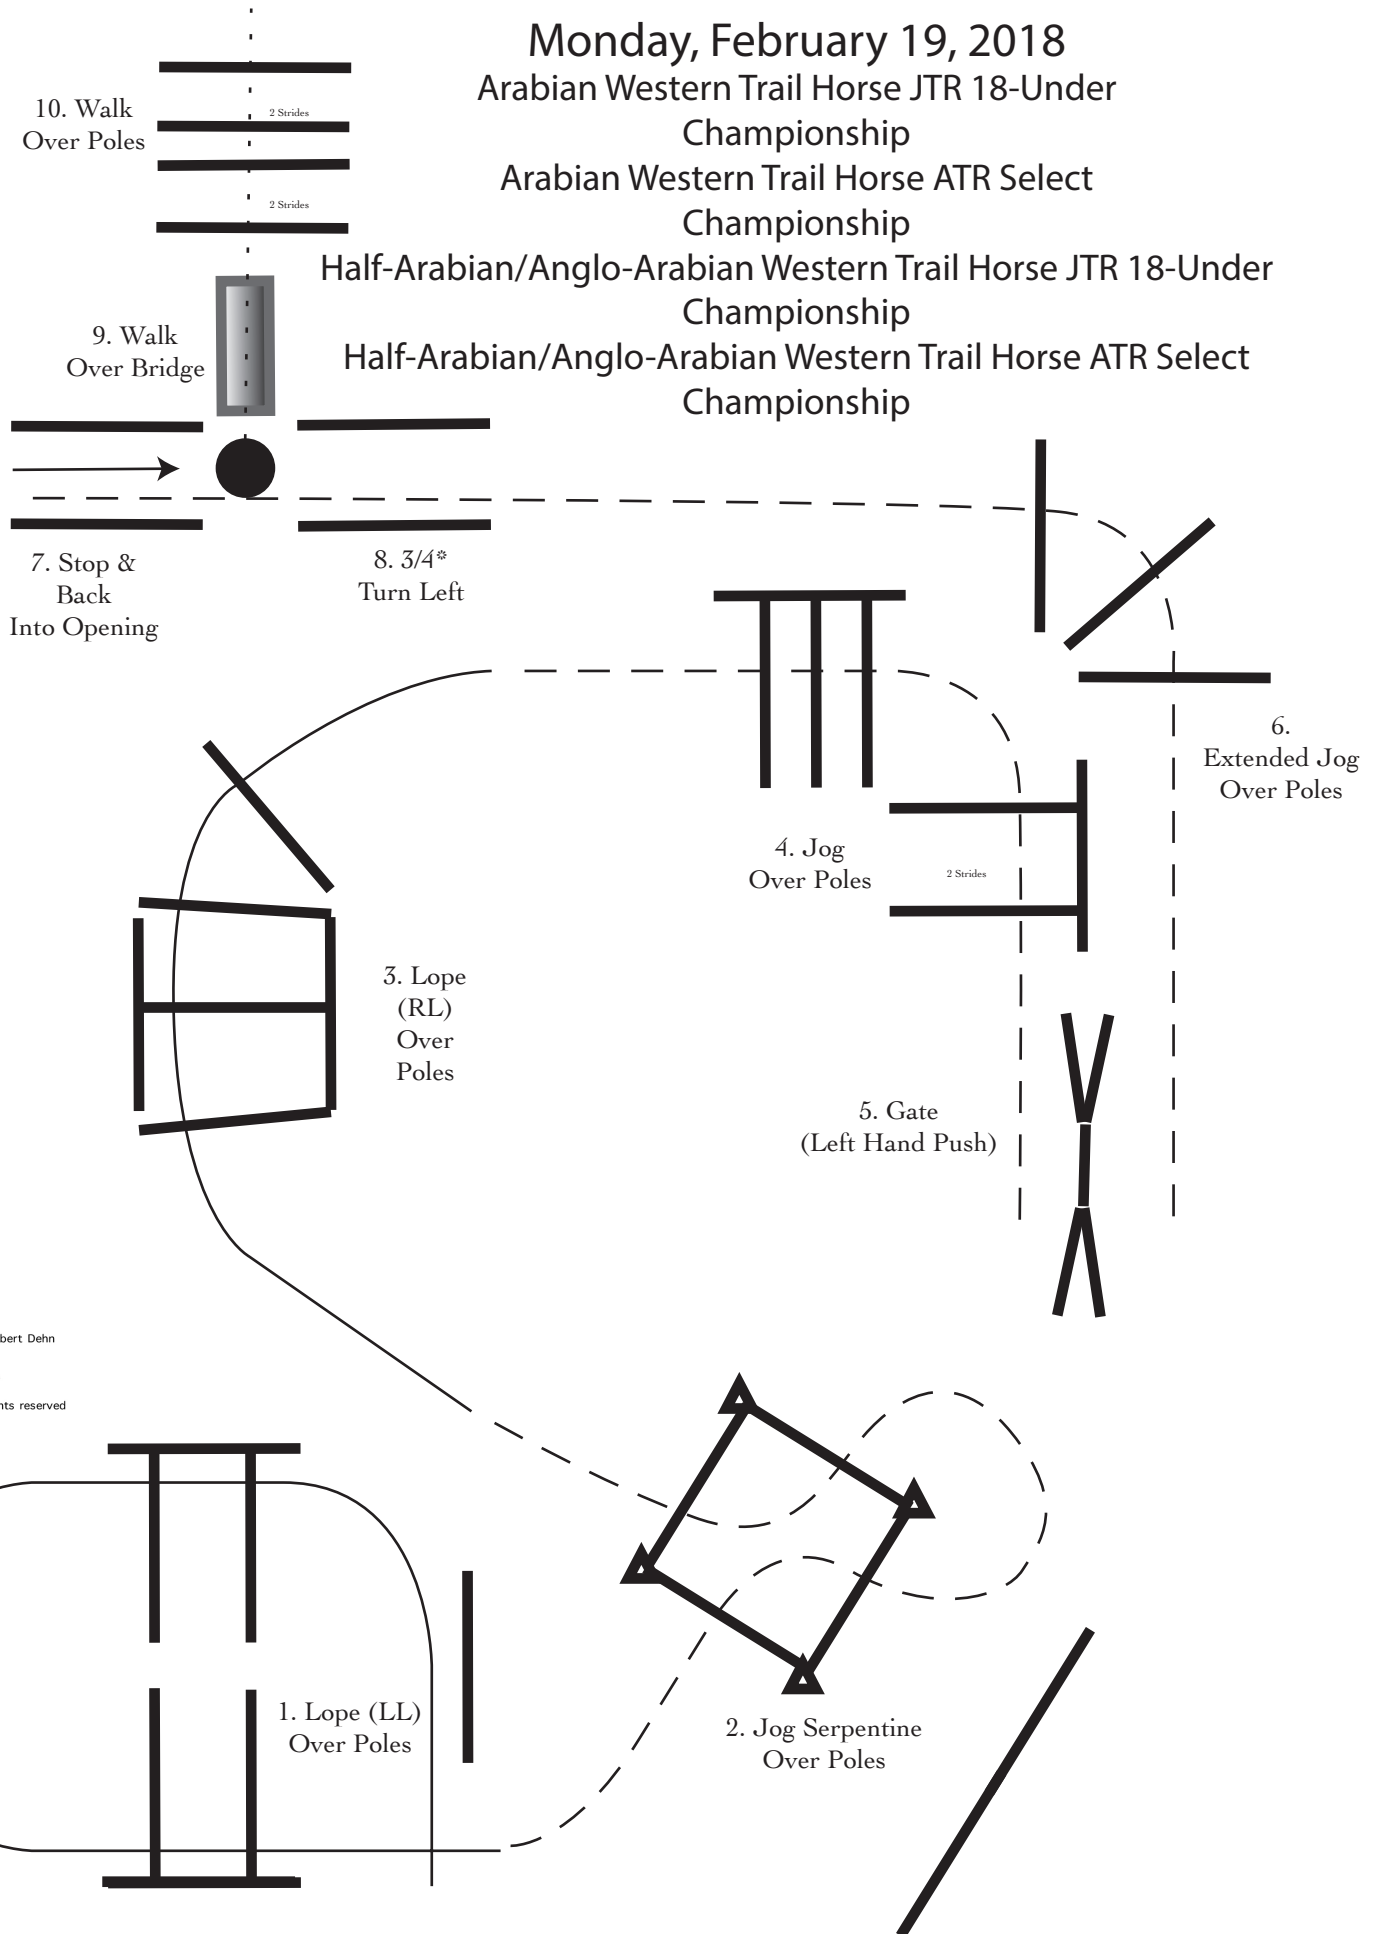 Monday, February 19, 2018
Arabian Western Trail Horse JTR 18-Under
Championship
Arabian Western Trail Horse ATR Select
Championship
Half-Arabian/Anglo-Arabian Western Trail Horse JTR 18-Under
Championship
Half-Arabian/Anglo-Arabian Western Trail Horse ATR Select
Championship
10. Walk
Over Poles
2 Strides
2 Strides
9. Walk
Over Bridge
7. Stop &
Back
Into Opening
8. 3/4*
Turn Left
6.
Extended Jog
Over Poles
4. Jog
Over Poles
2 Strides
3. Lope
(RL)
Over
Poles
5. Gate
(Left Hand Push)
bert Dehn
nts reserved
1. Lope (LL)
Over Poles
2. Jog Serpentine
Over Poles